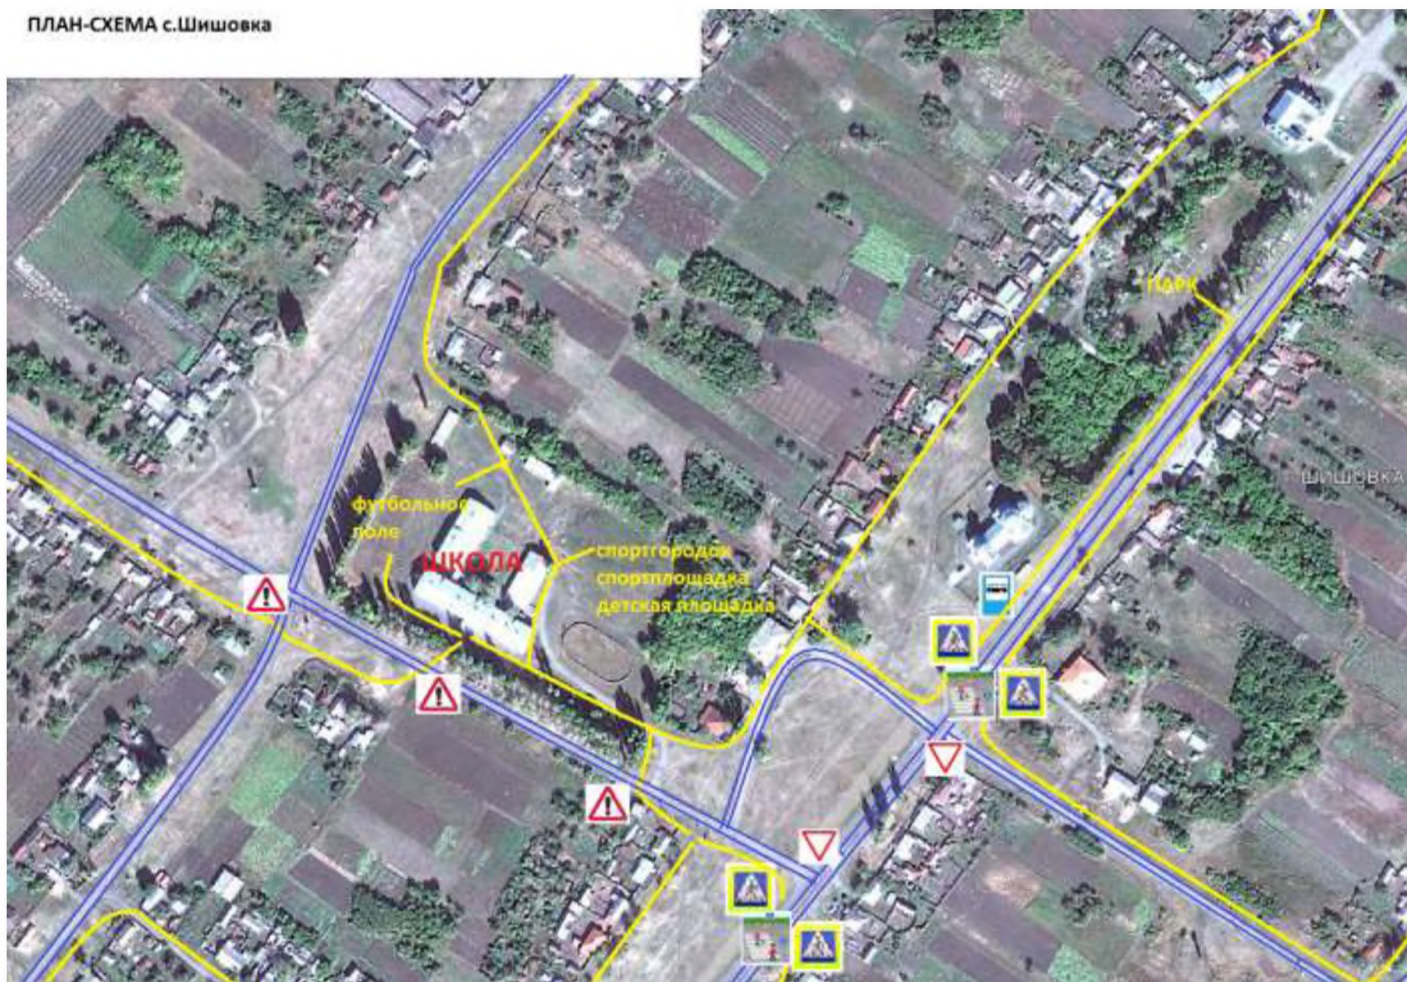 ПЛАН-СХЕМА с.Шишовка
ПАРК
ШИШОВКА
футбольное
поле
ШКОЛА
спортгородок
спортплощадка
детская площадка